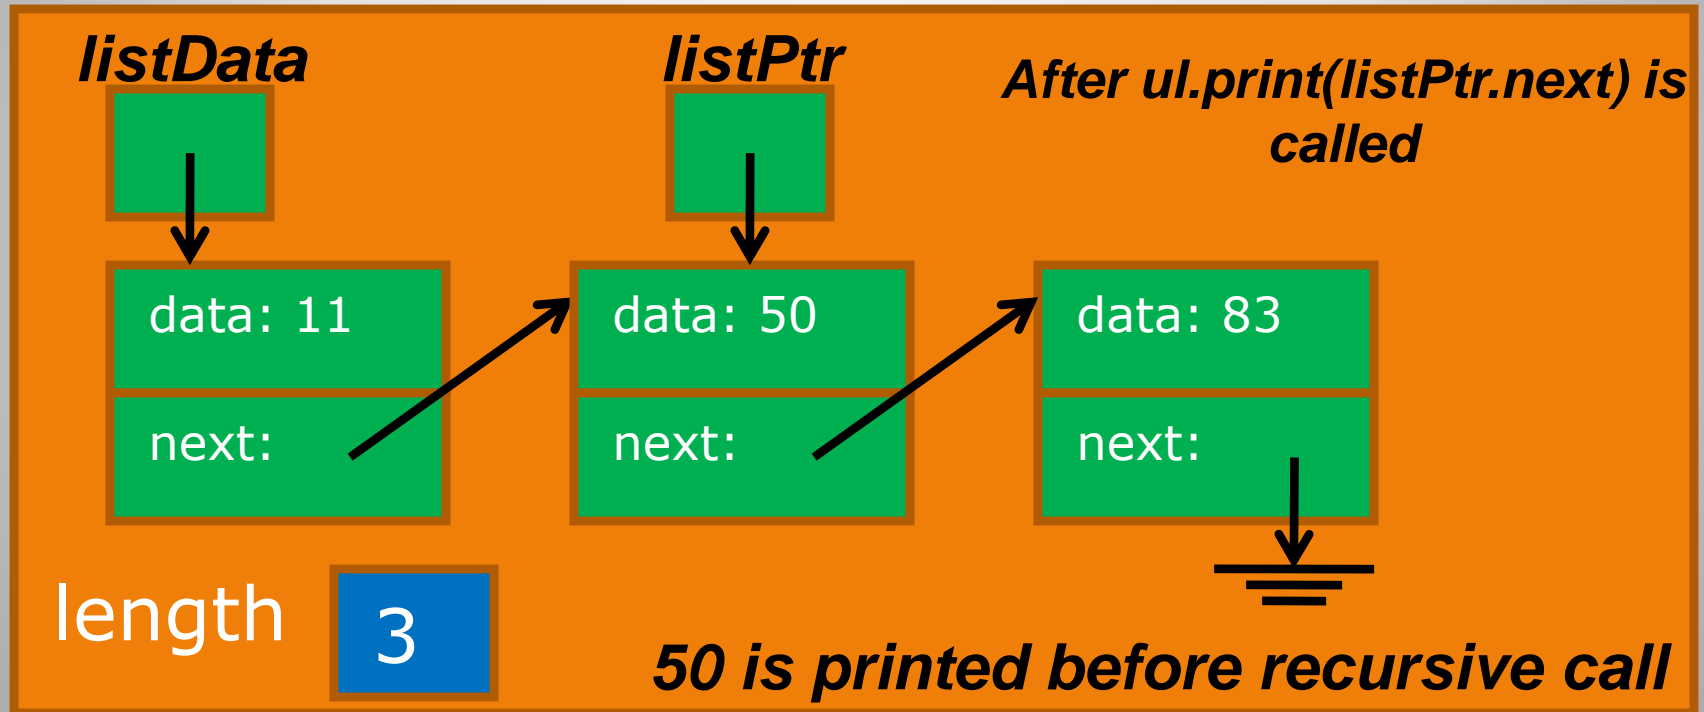 listData
listPtr
After ul.print(listPtr.next) is
called
data: 11
data: 50
data: 83
next:
next:
next:
length
3
50 is printed before recursive call